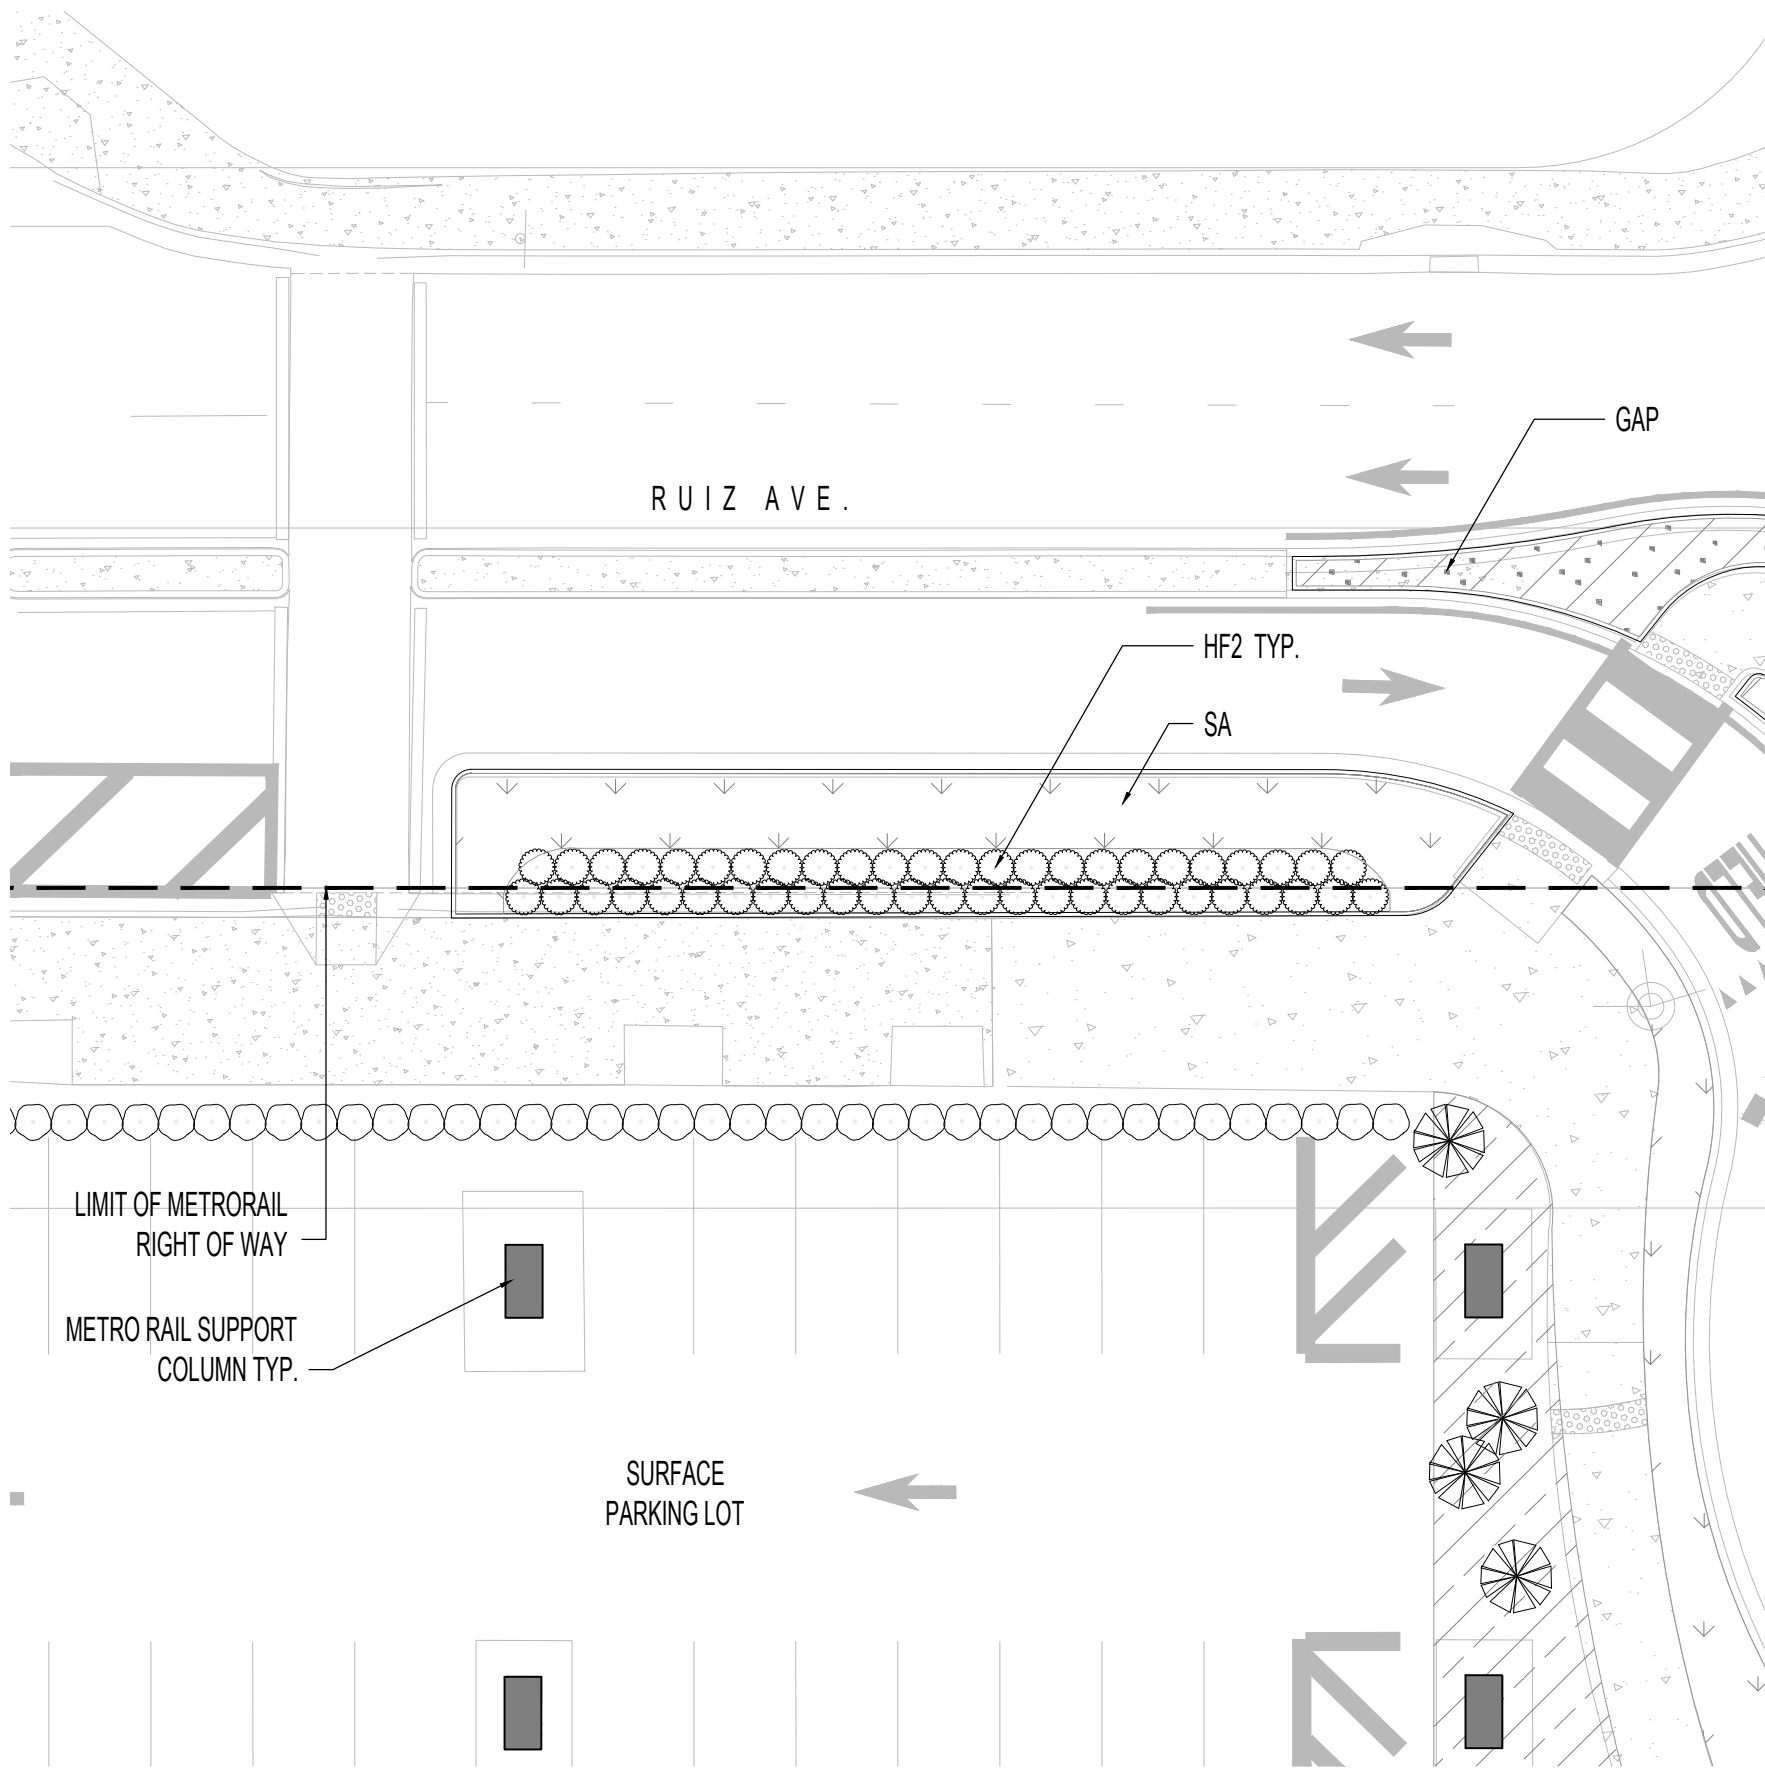 GAP
RUIZ AVE.
HF2 TYP.
SA
LIMIT OF METRORAIL
RIGHT OF WAY
METRO RAIL SUPPORT
COLUMN TYP.
SURFACE
PARKING LOT